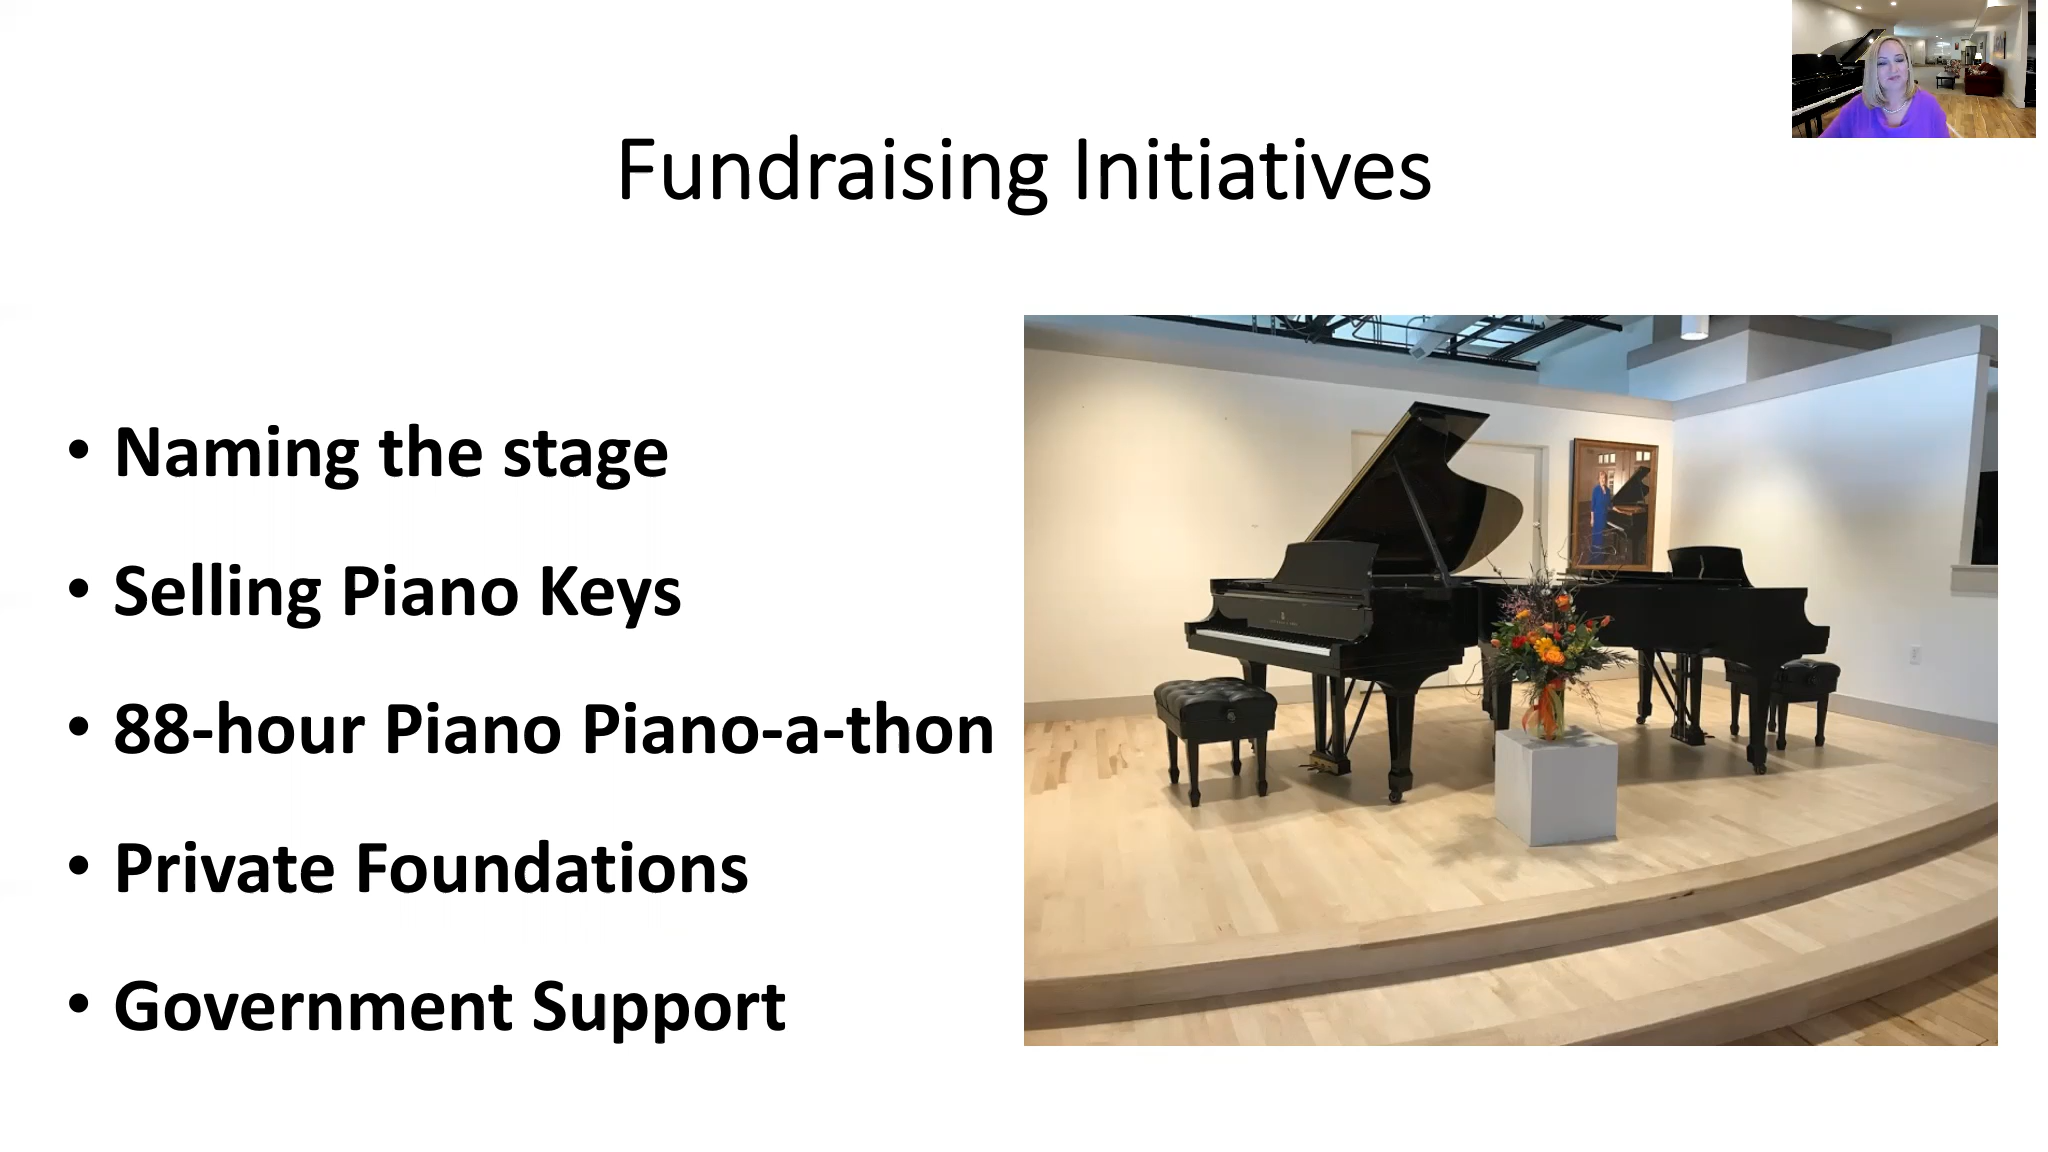 Fundraising Initiatives
• Naming the stage
• Selling Piano Keys
• 88-hour Piano Piano-a-thon
• Private Foundations
• Government Support